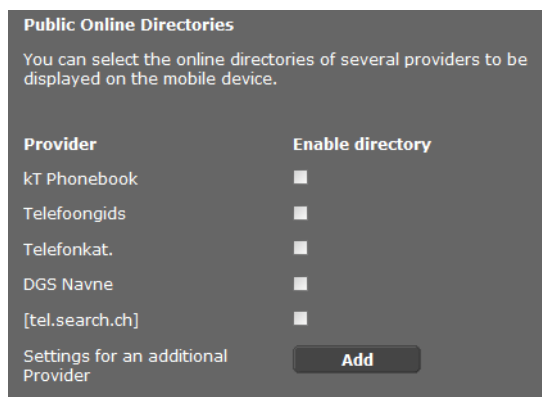 Public Online Directories
You can select the online directories of several providers to be
displayed on the mobile device.
Provider Enable directory
kT Phonebook
Telefoongids
Telefonkat.
DGS Navne
[tel.search.ch]
Settings for an additional
Provider
Add